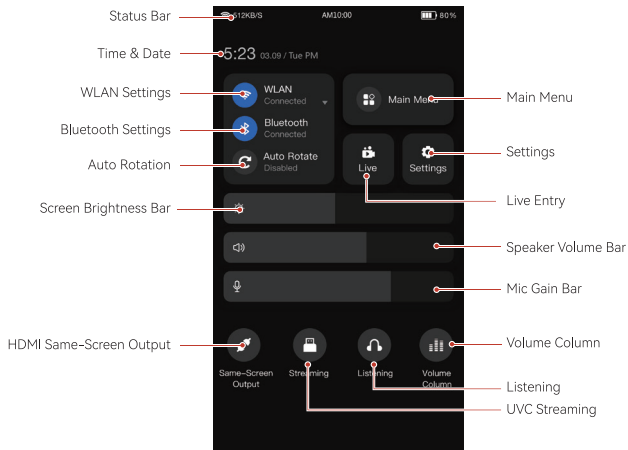 Status Bar
512KB/S
AM10:00
80%
Time & Date
5:23 03.09 / Tue PM
WLAN Settings
WLAN
Connected
Main Menu
Main Menu
Bluetooth Settings
Bluetooth
Connected
Auto Rotation
Auto Rotate
Disabled
Live
Settings
Settings
Live Entry
Screen Brightness Bar
Speaker Volume Bar
Mic Gain Bar
HDMI Same-Screen Output
Volume Column
Same-Screen
Output
Streaming
Listening
Volume
Column
Listening
UVC Streaming